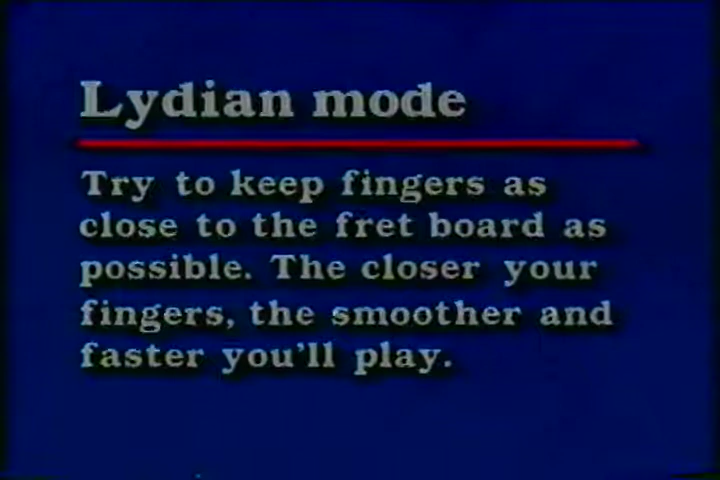 Lydian mode
Try to keep fingers as
close to the fret board as
possible. The closer your
fingers, the smoother and
faster you'll play.